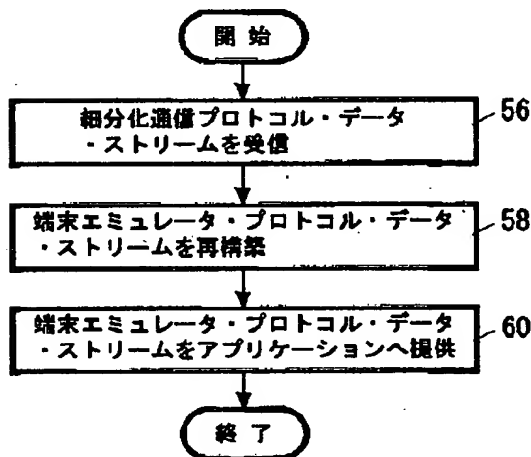 開始
細分化通信プロトコル・データ
・ストリームを受信
56
端末エミュレータ・プロトコル・データ
・ストリームを再構築
58
端末エミュレータ・プロトコル・データ
・ストリームをアプリケーションへ提供
60
終了